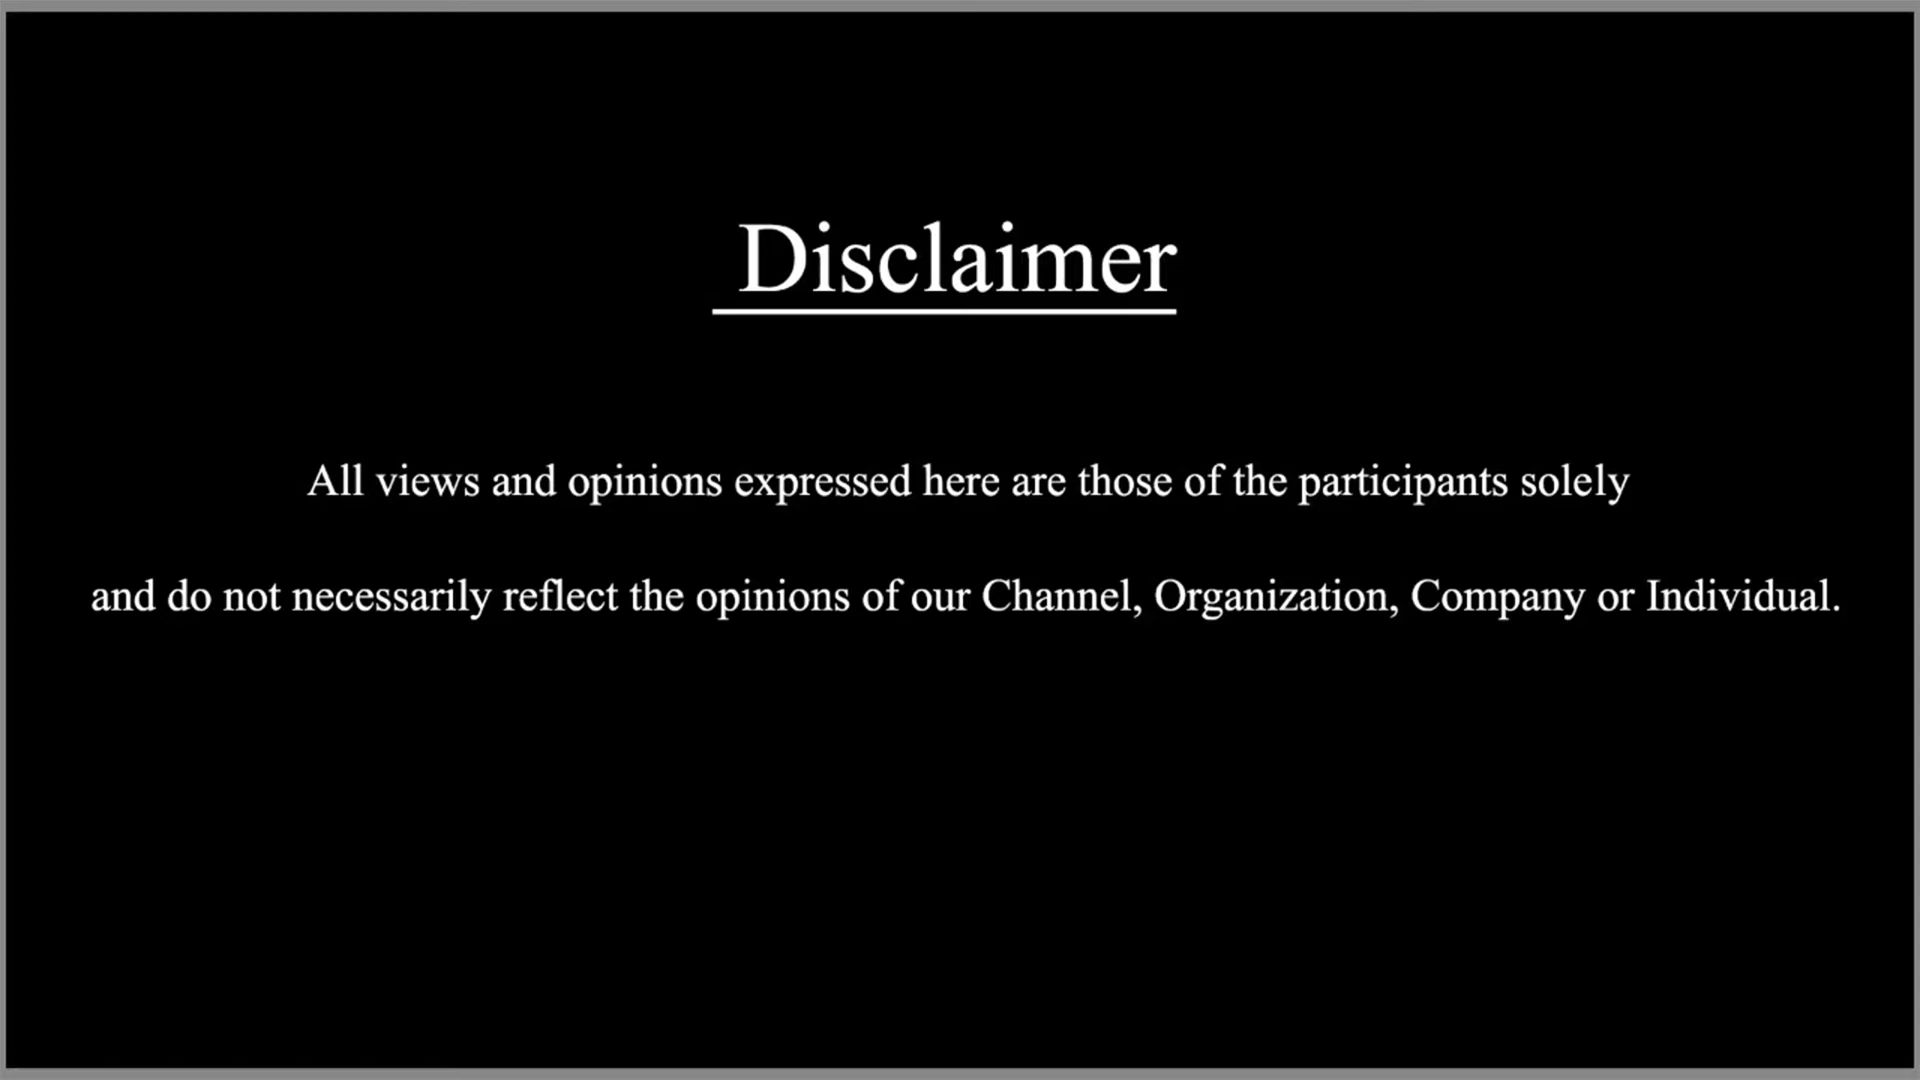 Disclaimer
All views and opinions expressed here are those of the participants solely
and do not necessarily reflect the opinions of our Channel, Organization, Company or Individual.